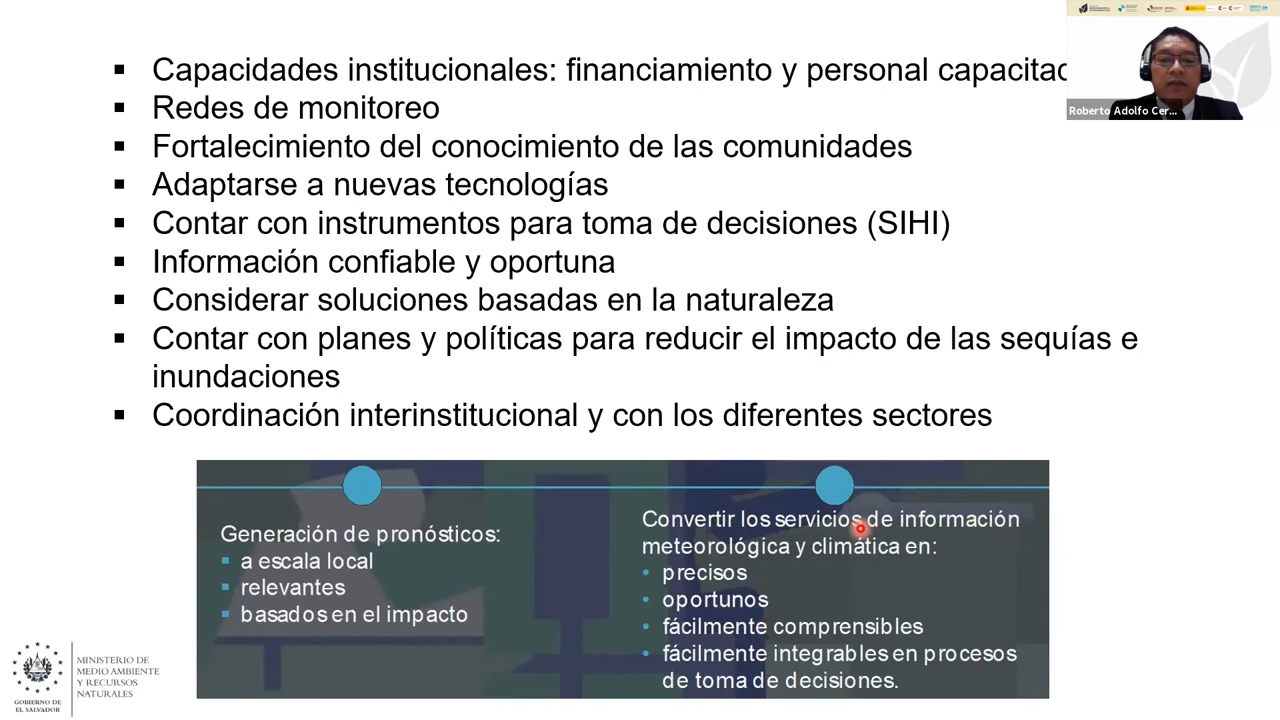 Capacidades institucionales: financiamiento y personal capacitad
Redes de monitoreo
Fortalecimiento del conocimiento de las comunidades
Adaptarse a nuevas tecnologías
Contar con instrumentos para toma de decisiones (SIHI)
Información confiable y oportuna
Considerar soluciones basadas en la naturaleza
Contar con planes y políticas para reducir el impacto de las sequías e
inundaciones
Coordinación interinstitucional y con los diferentes sectores
Roberto Adolfo Cer...
Generación de pronósticos:
a escala local
relevantes
basados en el impacto
Convertir los servicios de información
meteorológica y climática en:
precisos
oportunos
fácilmente comprensibles
fácilmente integrables en procesos
de toma de decisiones.
GOBIERNO DE
EL SALVADOR
MINISTERIO DE
MEDIO AMBIENTE
Y RECURSOS
NATURALES